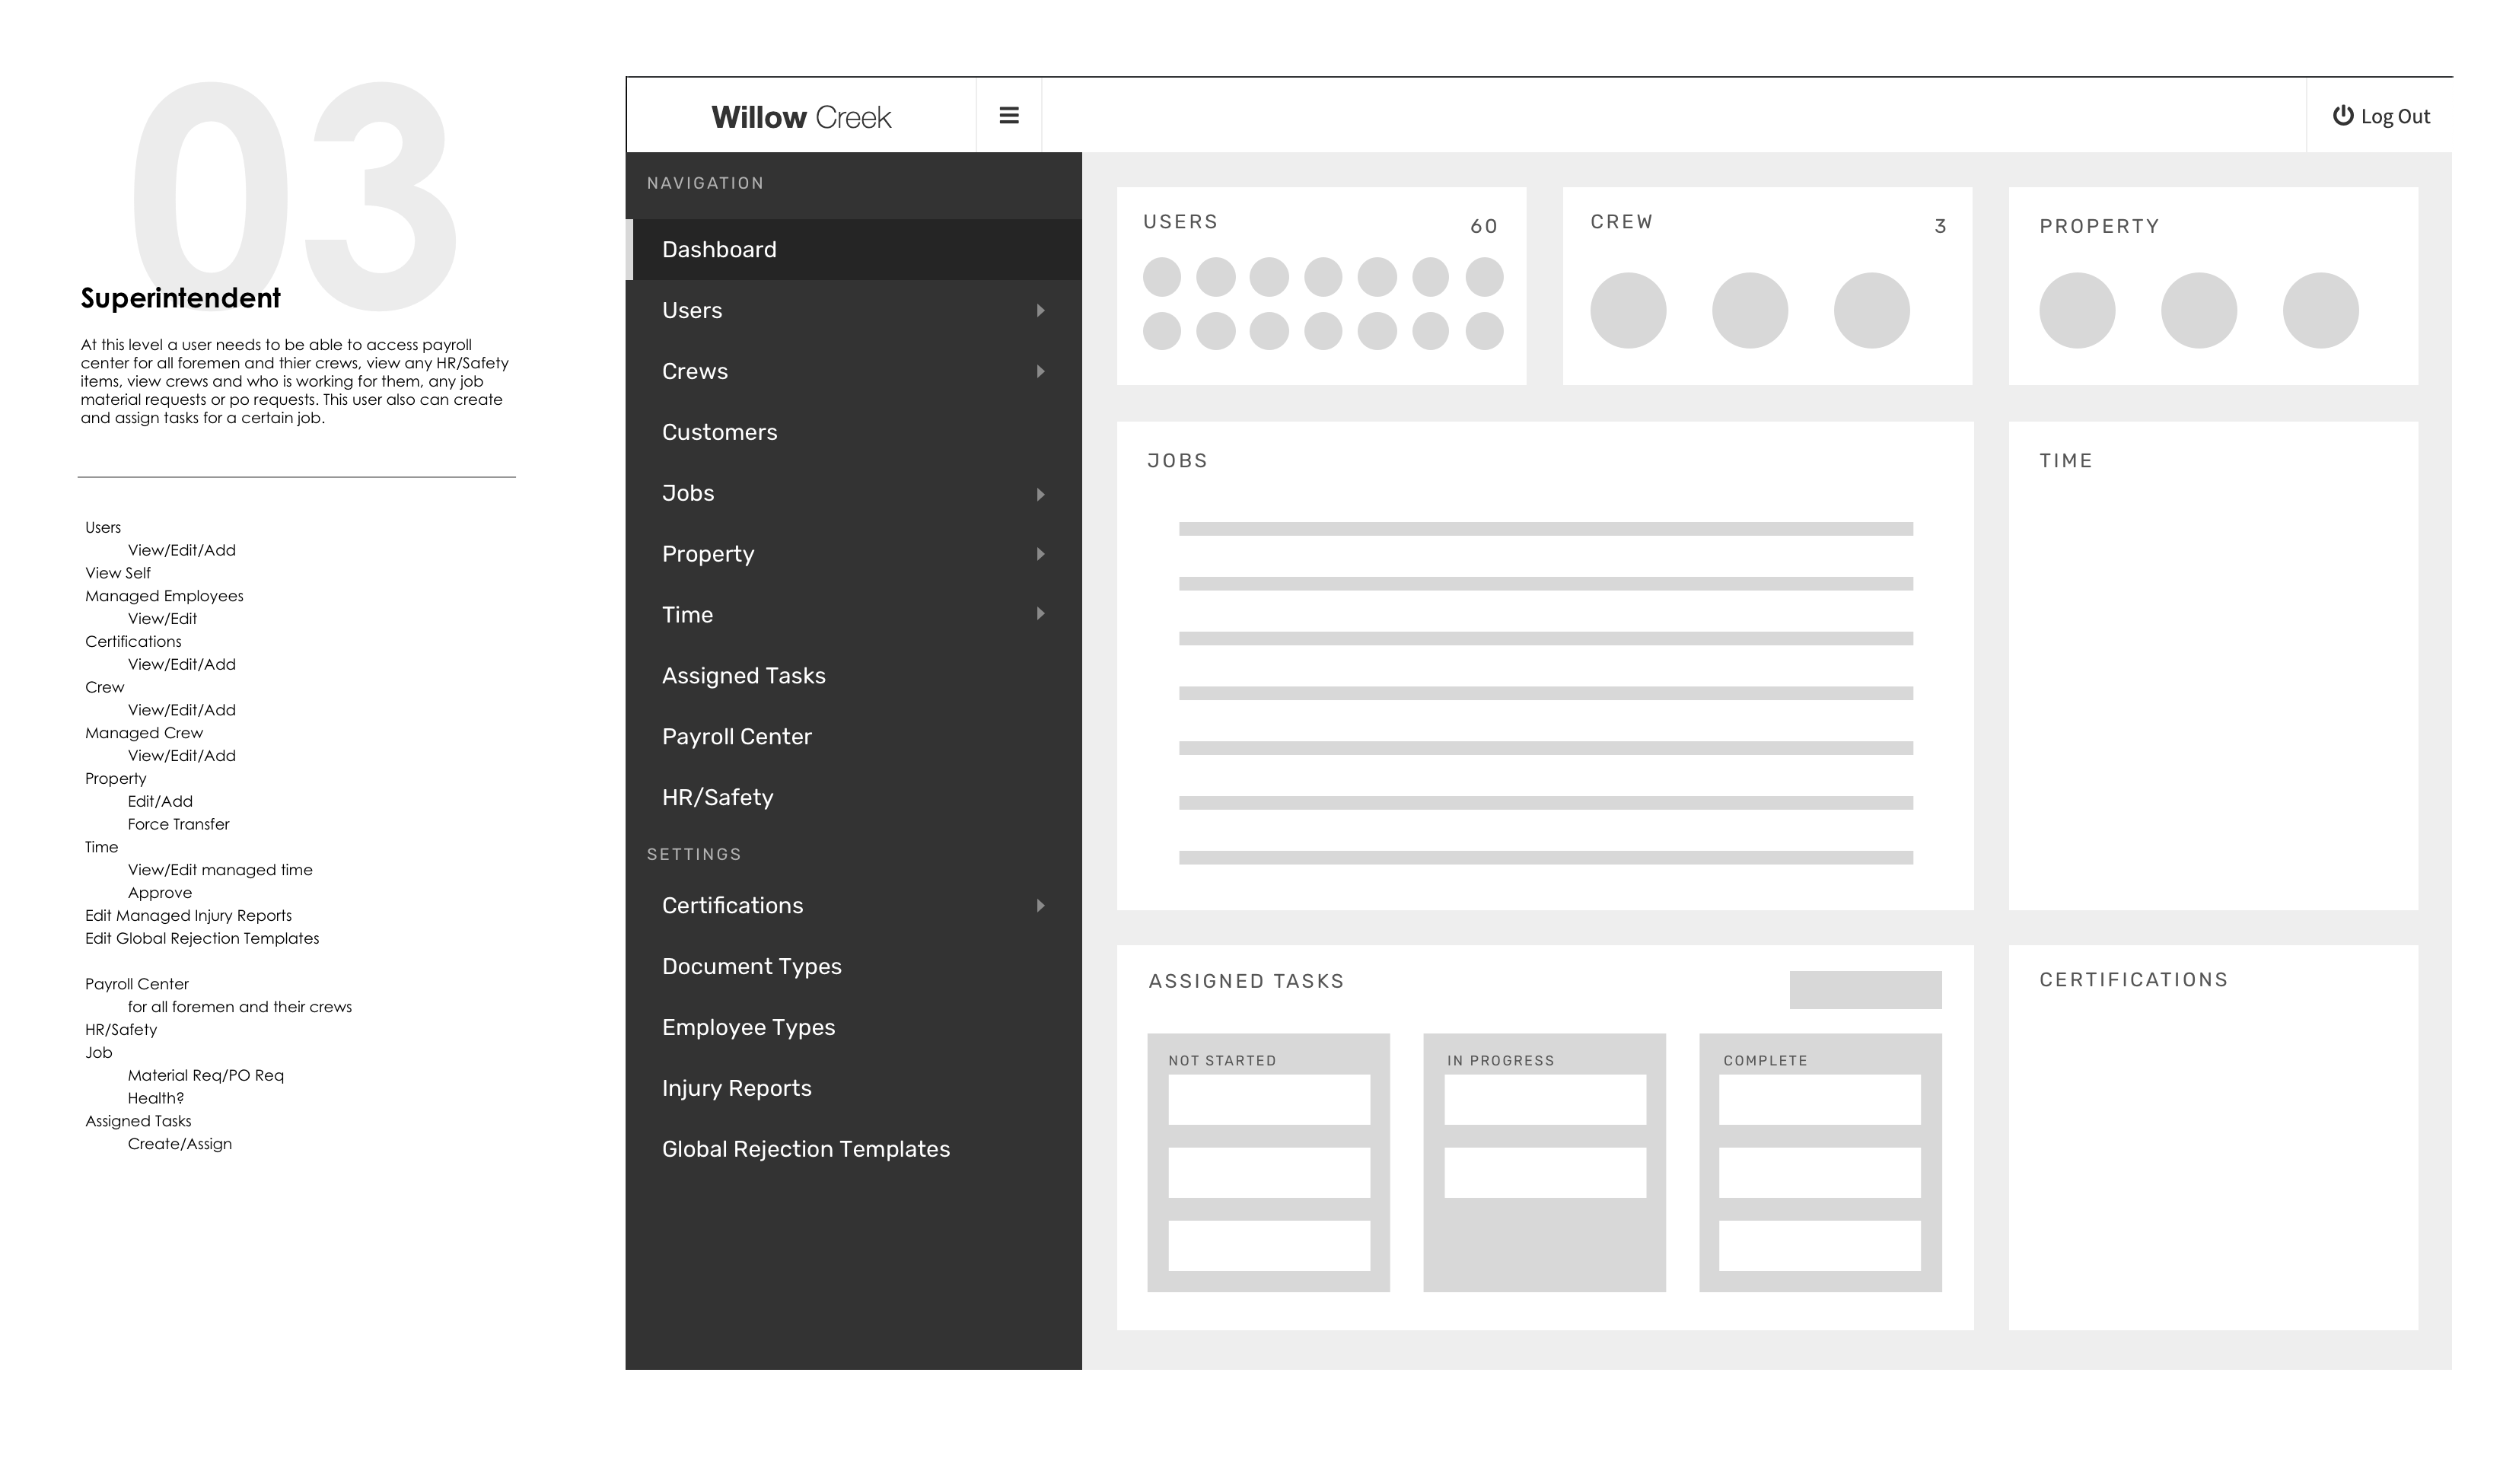 03
Superintendent
At this level a user needs to be able to access payroll
center for all foremen and thier crews, view any HR/Safety
items, view crews and who is working for them, any job
material requests or po requests. This user also can create
and assign tasks for a certain job.
Users
View/Edit/Add
View Self
Managed Employees
View/Edit
Certifications
View/Edit/Add
Crew
View/Edit/Add
Managed Crew
View/Edit/Add
Property
Edit/Add
Force Transfer
Time
View/Edit managed time
Approve
Edit Managed Injury Reports
Edit Global Rejection Templates
Payroll Center
for all foremen and their crews
HR/Safety
Job
Material Req/PO Req
Health?
Assigned Tasks
Create/Assign
Willow Creek
Log Out
NAVIGATION
Dashboard
Users
Crews
Customers
Jobs
Property
Time
Assigned Tasks
Payroll Center
HR/Safety
SETTINGS
Certifications
Document Types
Employee Types
Injury Reports
Global Rejection Templates
USERS 60
CREW 3
PROPERTY
JOBS
TIME
ASSIGNED TASKS
NOT STARTED
IN PROGRESS
COMPLETE
CERTIFICATIONS